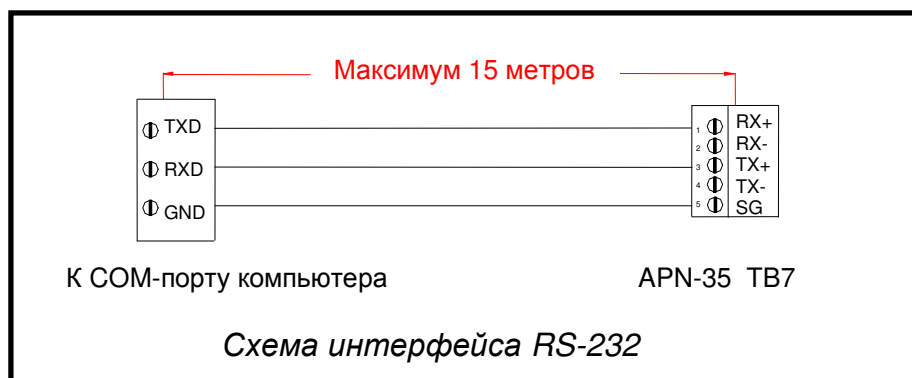 Максимум 15 метров
TXD
RXD
GND
1 RX+
2 RX-
3 TX+
4 TX-
5 SG
К COM-порту компьютера
APN-35 TB7
Схема интерфейса RS-232